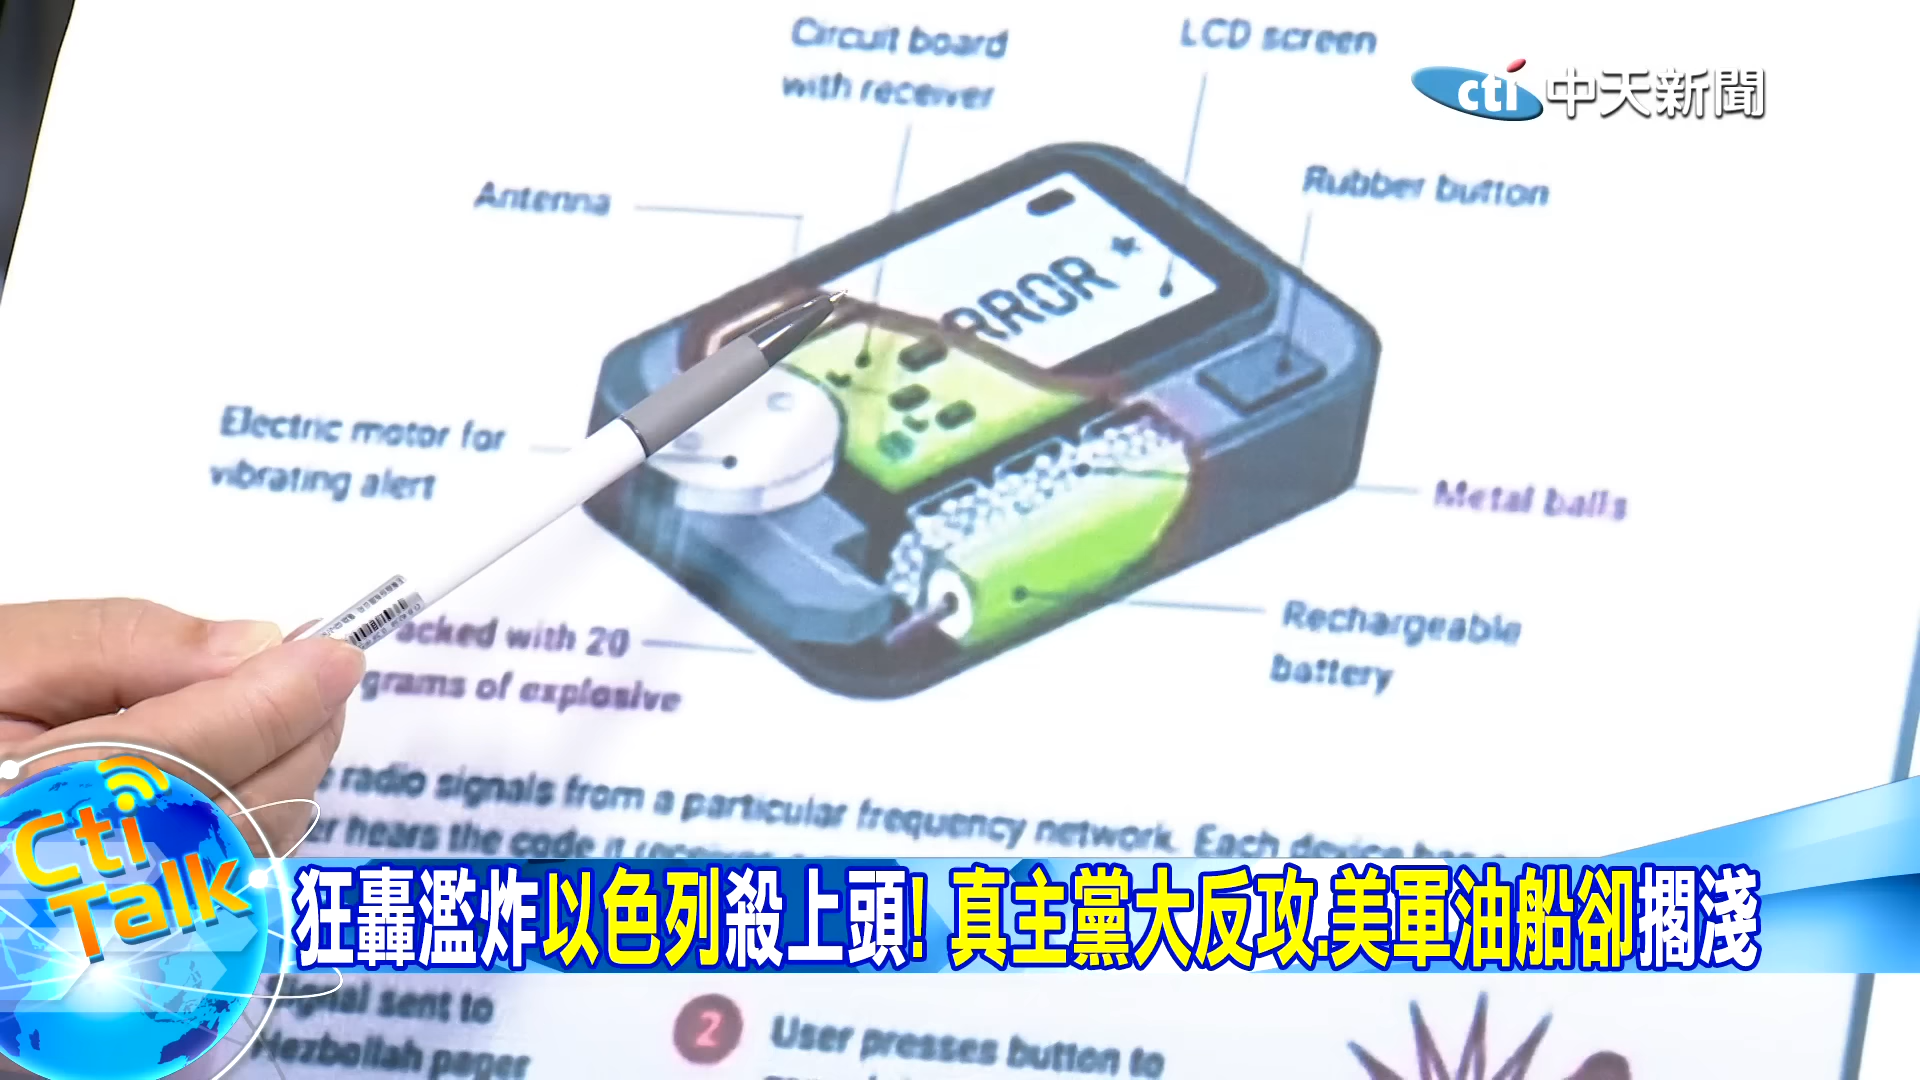 Circuit board
with receiver
LCD screen
cti 中天新聞
Antenna
Rubber button
RROR
Electric motor for
vibrating alert
Metal balls
acked with 20
grams of explosive
Rechargeable
battery
radio signals from a particular frequency network. Each device has
er hears the code it
Cti
Talk
狂轟濫炸以色列殺上頭! 真主黨大反攻.美軍油船卻擱淺
Signal sent to
Hezbollah pager
2
User presses button to